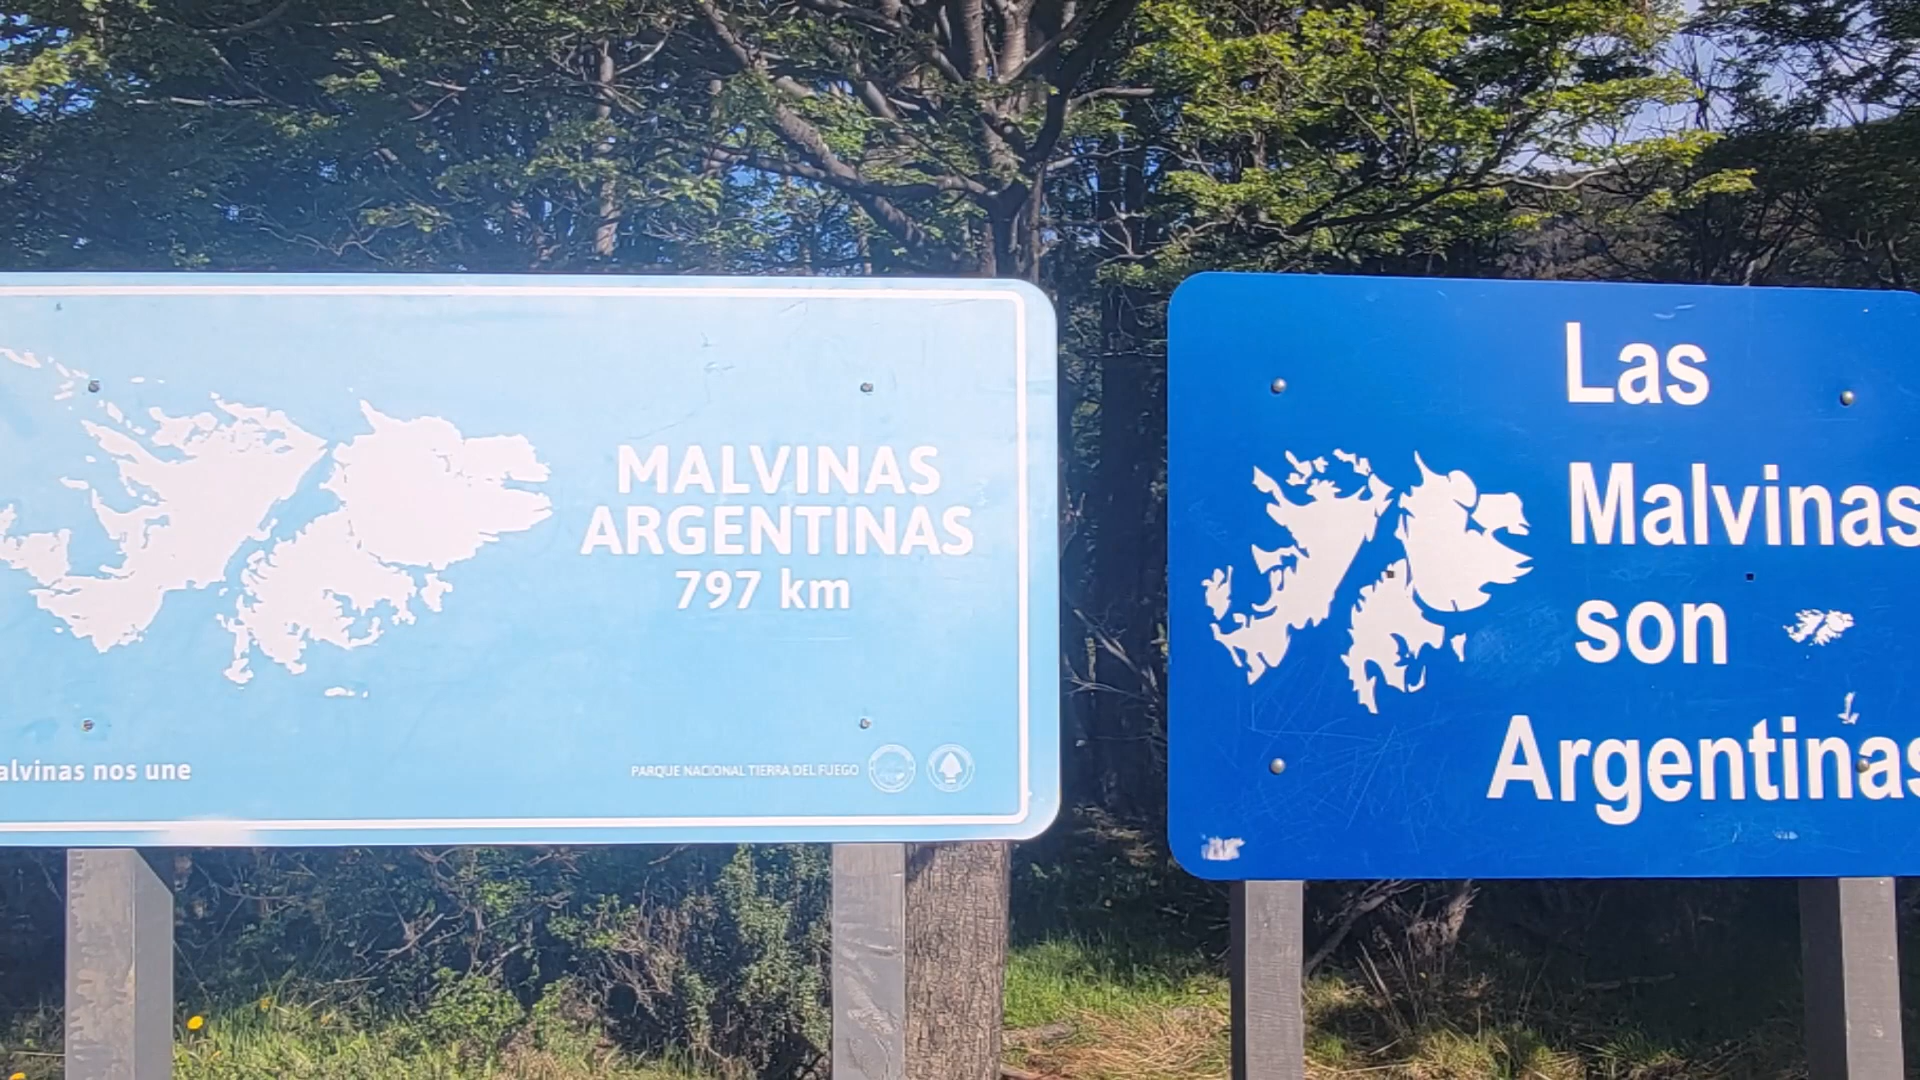 MALVINAS
ARGENTINAS
797 km
alvinas nos une
PARQUE NACIONAL TIERRA DEL FUEGO
Las
Malvinas
son
Argentinas